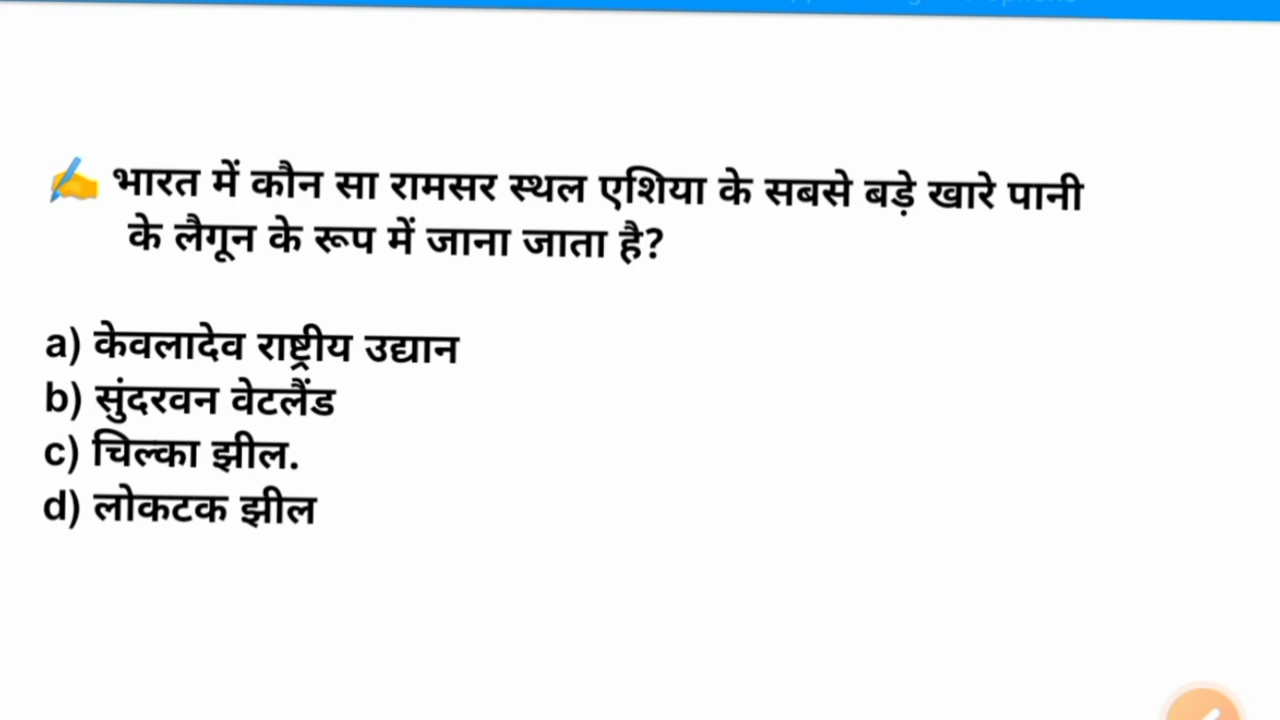 ✍️ भारत में कौन सा रामसर स्थल एशिया के सबसे बड़े खारे पानी
के लैगून के रूप में जाना जाता है?
a) केवलादेव राष्ट्रीय उद्यान
b) सुंदरवन वेटलैंड
c) चिल्का झील.
d) लोकटक झील